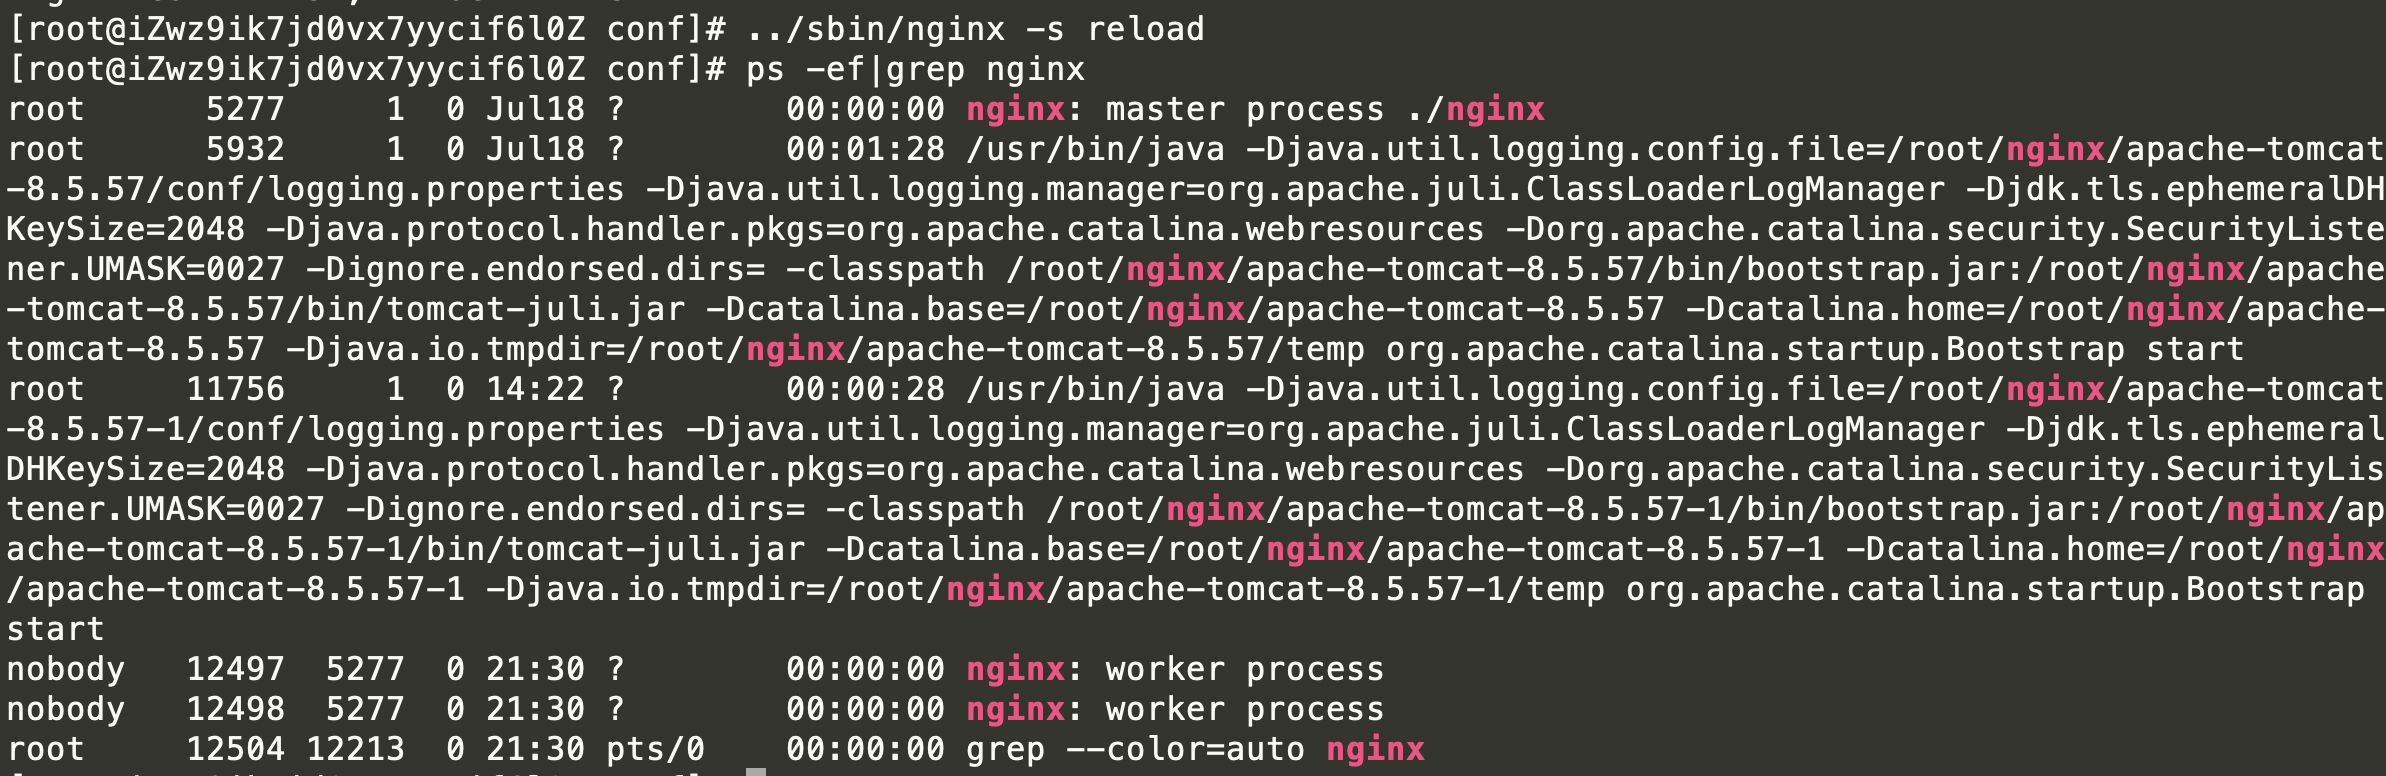 [root@iZwz9ik7jd0vx7yycif6l0Z conf]# ../sbin/nginx -s reload
[root@iZwz9ik7jd0vx7yycif6l0Z conf]# ps -ef|grep nginx
root      5277     1  0 Jul18 ?        00:00:00 nginx: master process ./nginx
root      5932     1  0 Jul18 ?        00:01:28 /usr/bin/java -Djava.util.logging.config.file=/root/nginx/apache-tomcat
-8.5.57/conf/logging.properties -Djava.util.logging.manager=org.apache.juli.ClassLoaderLogManager -Djdk.tls.ephemeralDH
KeySize=2048 -Djava.protocol.handler.pkgs=org.apache.catalina.webresources -Dorg.apache.catalina.security.SecurityListe
ner.UMASK=0027 -Dignore.endorsed.dirs= -classpath /root/nginx/apache-tomcat-8.5.57/bin/bootstrap.jar:/root/nginx/apache
-tomcat-8.5.57/bin/tomcat-juli.jar -Dcatalina.base=/root/nginx/apache-tomcat-8.5.57 -Dcatalina.home=/root/nginx/apache-
tomcat-8.5.57 -Djava.io.tmpdir=/root/nginx/apache-tomcat-8.5.57/temp org.apache.catalina.startup.Bootstrap start
root     11756     1  0 14:22 ?        00:00:28 /usr/bin/java -Djava.util.logging.config.file=/root/nginx/apache-tomcat
-8.5.57-1/conf/logging.properties -Djava.util.logging.manager=org.apache.juli.ClassLoaderLogManager -Djdk.tls.ephemeral
DHKeySize=2048 -Djava.protocol.handler.pkgs=org.apache.catalina.webresources -Dorg.apache.catalina.security.SecurityLis
tener.UMASK=0027 -Dignore.endorsed.dirs= -classpath /root/nginx/apache-tomcat-8.5.57-1/bin/bootstrap.jar:/root/nginx/ap
ache-tomcat-8.5.57-1/bin/tomcat-juli.jar -Dcatalina.base=/root/nginx/apache-tomcat-8.5.57-1 -Dcatalina.home=/root/nginx
/apache-tomcat-8.5.57-1 -Djava.io.tmpdir=/root/nginx/apache-tomcat-8.5.57-1/temp org.apache.catalina.startup.Bootstrap
start
nobody   12497  5277  0 21:30 ?        00:00:00 nginx: worker process
nobody   12498  5277  0 21:30 ?        00:00:00 nginx: worker process
root     12504 12213  0 21:30 pts/0    00:00:00 grep --color=auto nginx